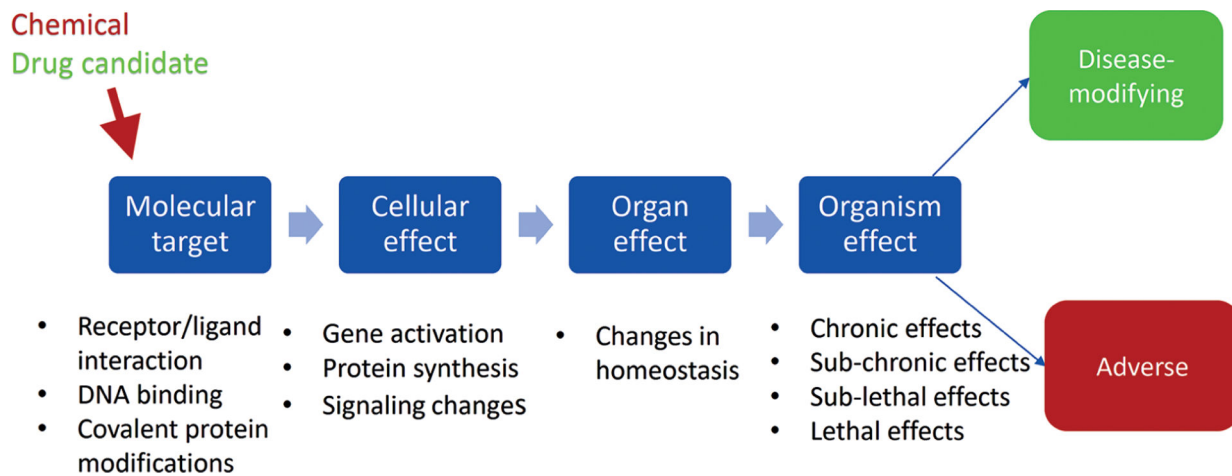 Chemical
Drug candidate
Disease-
modifying
Molecular
target
Cellular
effect
Organ
effect
Organism
effect
• Receptor/ligand
interaction
• DNA binding
• Covalent protein
modifications
• Gene activation
• Protein synthesis
• Signaling changes
• Changes in
homeostasis
• Chronic effects
• Sub-chronic effects
• Sub-lethal effects
• Lethal effects
Adverse